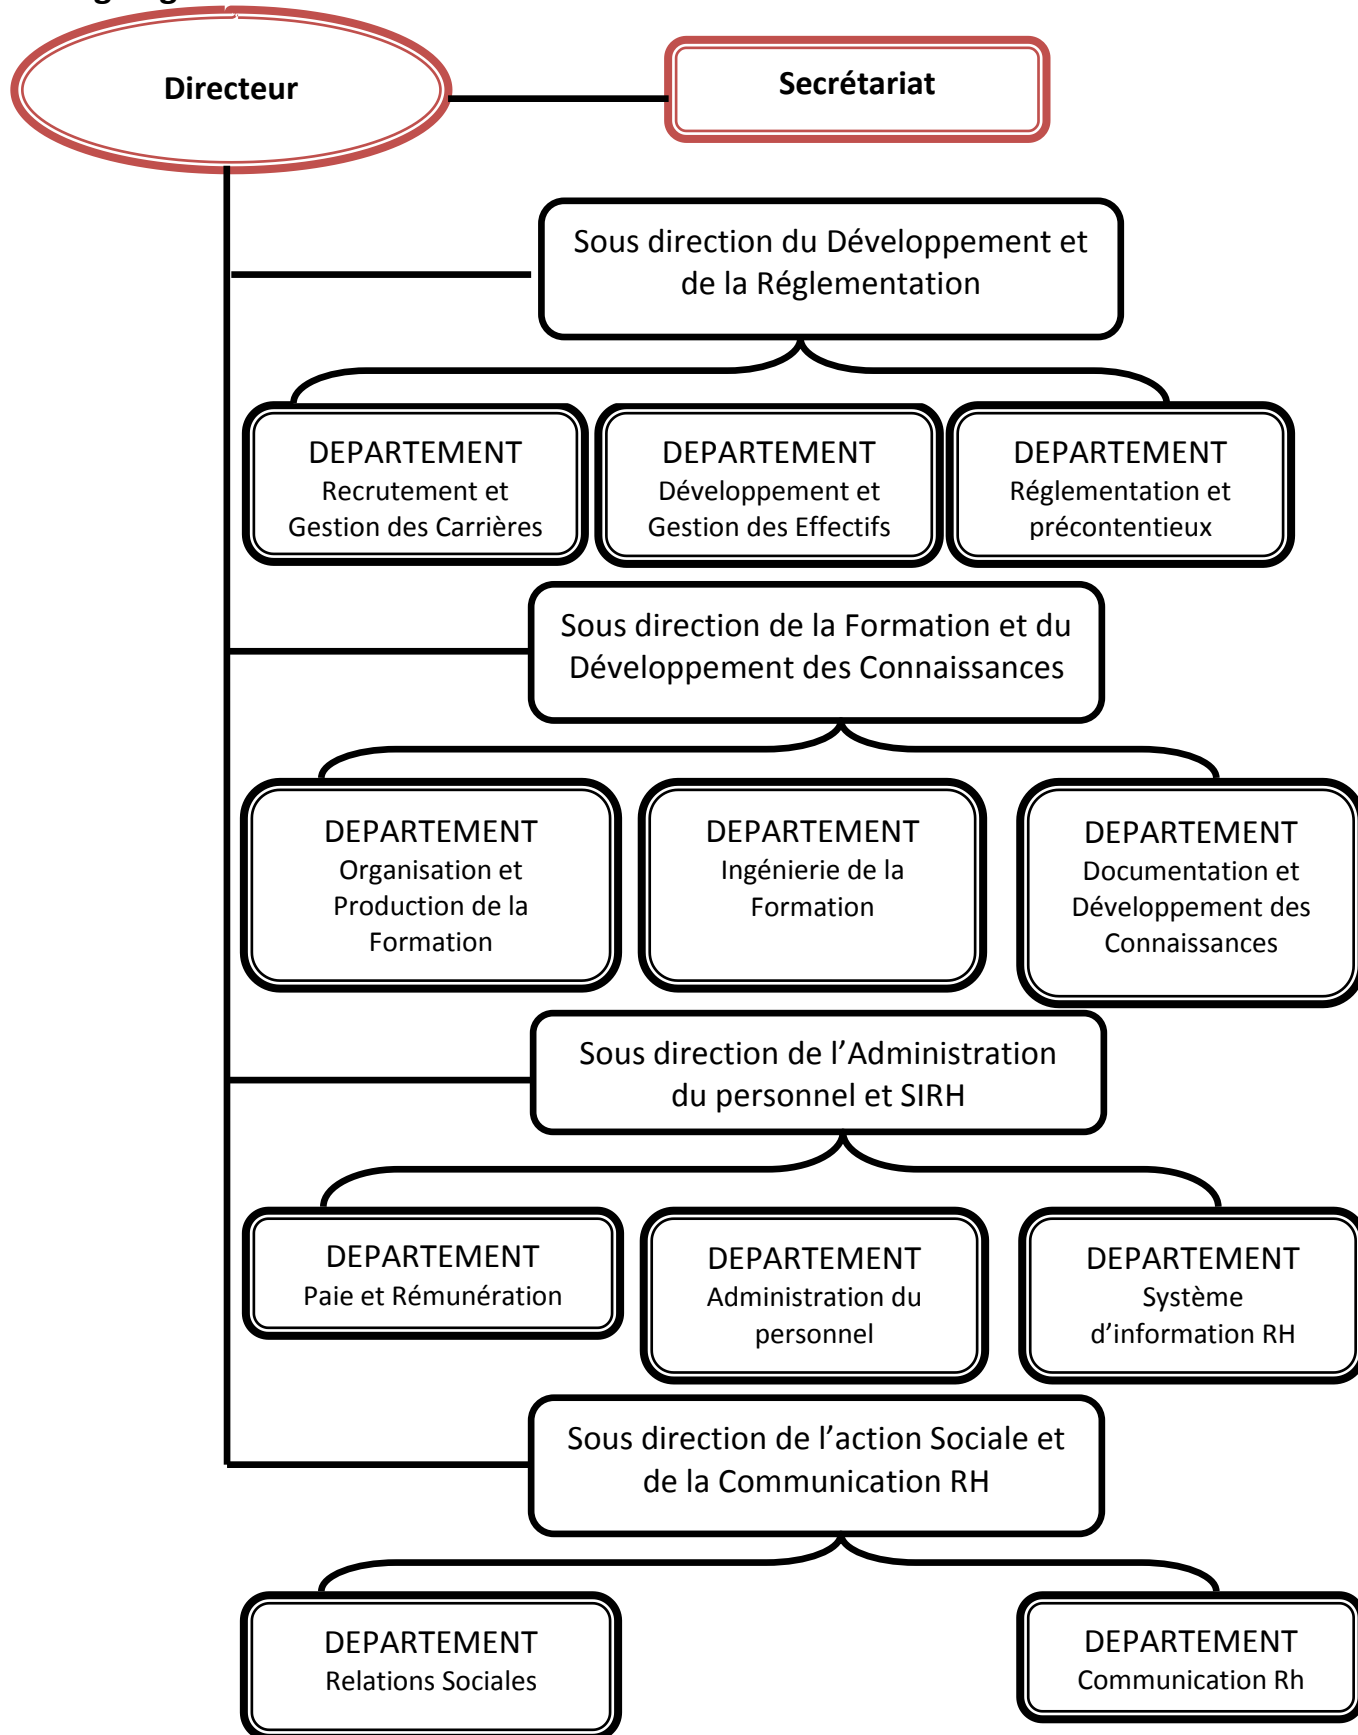 Directeur
Secrétariat
Sous direction du Développement et
de la Réglementation
DEPARTEMENT
Recrutement et
Gestion des Carrières
DEPARTEMENT
Développement et
Gestion des Effectifs
DEPARTEMENT
Réglementation et
précontentieux
Sous direction de la Formation et du
Développement des Connaissances
DEPARTEMENT
Organisation et
Production de la
Formation
DEPARTEMENT
Ingénierie de la
Formation
DEPARTEMENT
Documentation et
Développement des
Connaissances
Sous direction de l’Administration
du personnel et SIRH
DEPARTEMENT
Paie et Rémunération
DEPARTEMENT
Administration du
personnel
DEPARTEMENT
Système
d’information RH
Sous direction de l’action Sociale et
de la Communication RH
DEPARTEMENT
Relations Sociales
DEPARTEMENT
Communication Rh